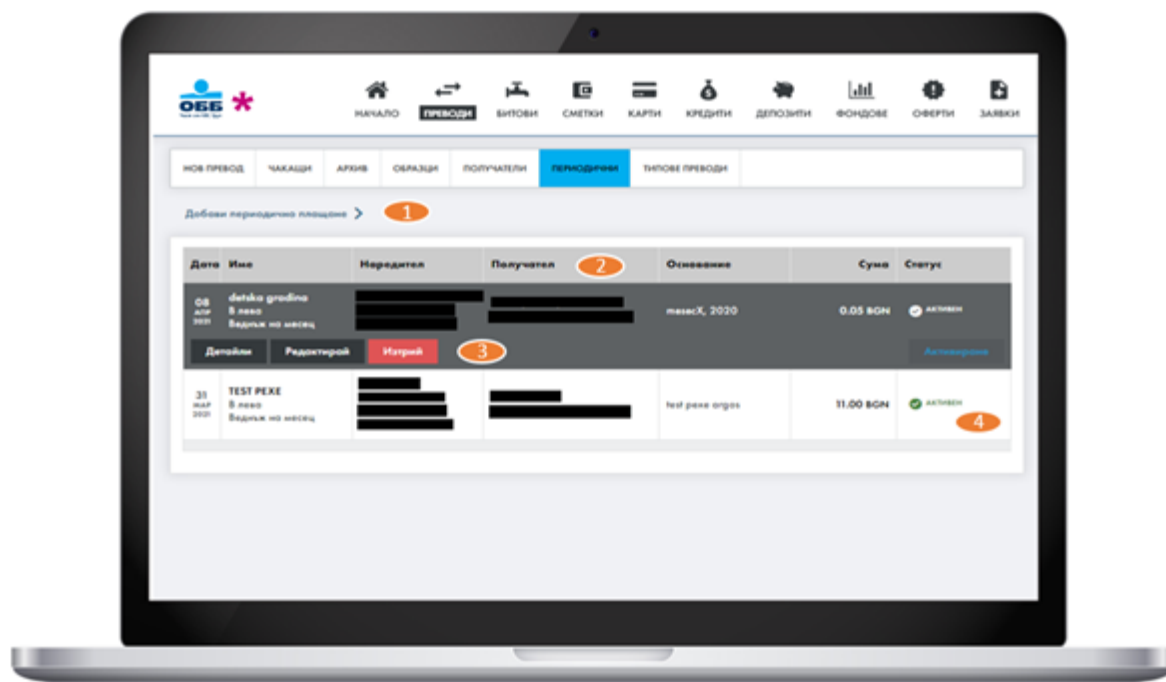 ОББ
НАЧАЛО ПРЕВОДИ БИТОВИ СМЕТКИ КАРТИ КРЕДИТИ ДЕПОЗИТИ ФОНДОВЕ ОФЕРТИ ЗАЯВКИ
НОВ ПРЕВОД ЧАКАЩИ АРХИВ ОБРАЗЦИ ПОЛУЧАТЕЛИ ПЕРИОДИЧНИ ТИПОВЕ ПРЕВОДИ
Добави периодично плащане 1
Дата Име Наредител Получател 2 Основание Сума Статус
08 АПР 2021
detska gradina
В лева
Веднъж на месец
mesecX, 2020 0.05 BGN АКТИВЕН
Детайли Редактирай Изтрий 3 Активиране
31 МАР 2021
TEST PEXE
В лева
Веднъж на месец
test pexe argos 11.00 BGN АКТИВЕН
4